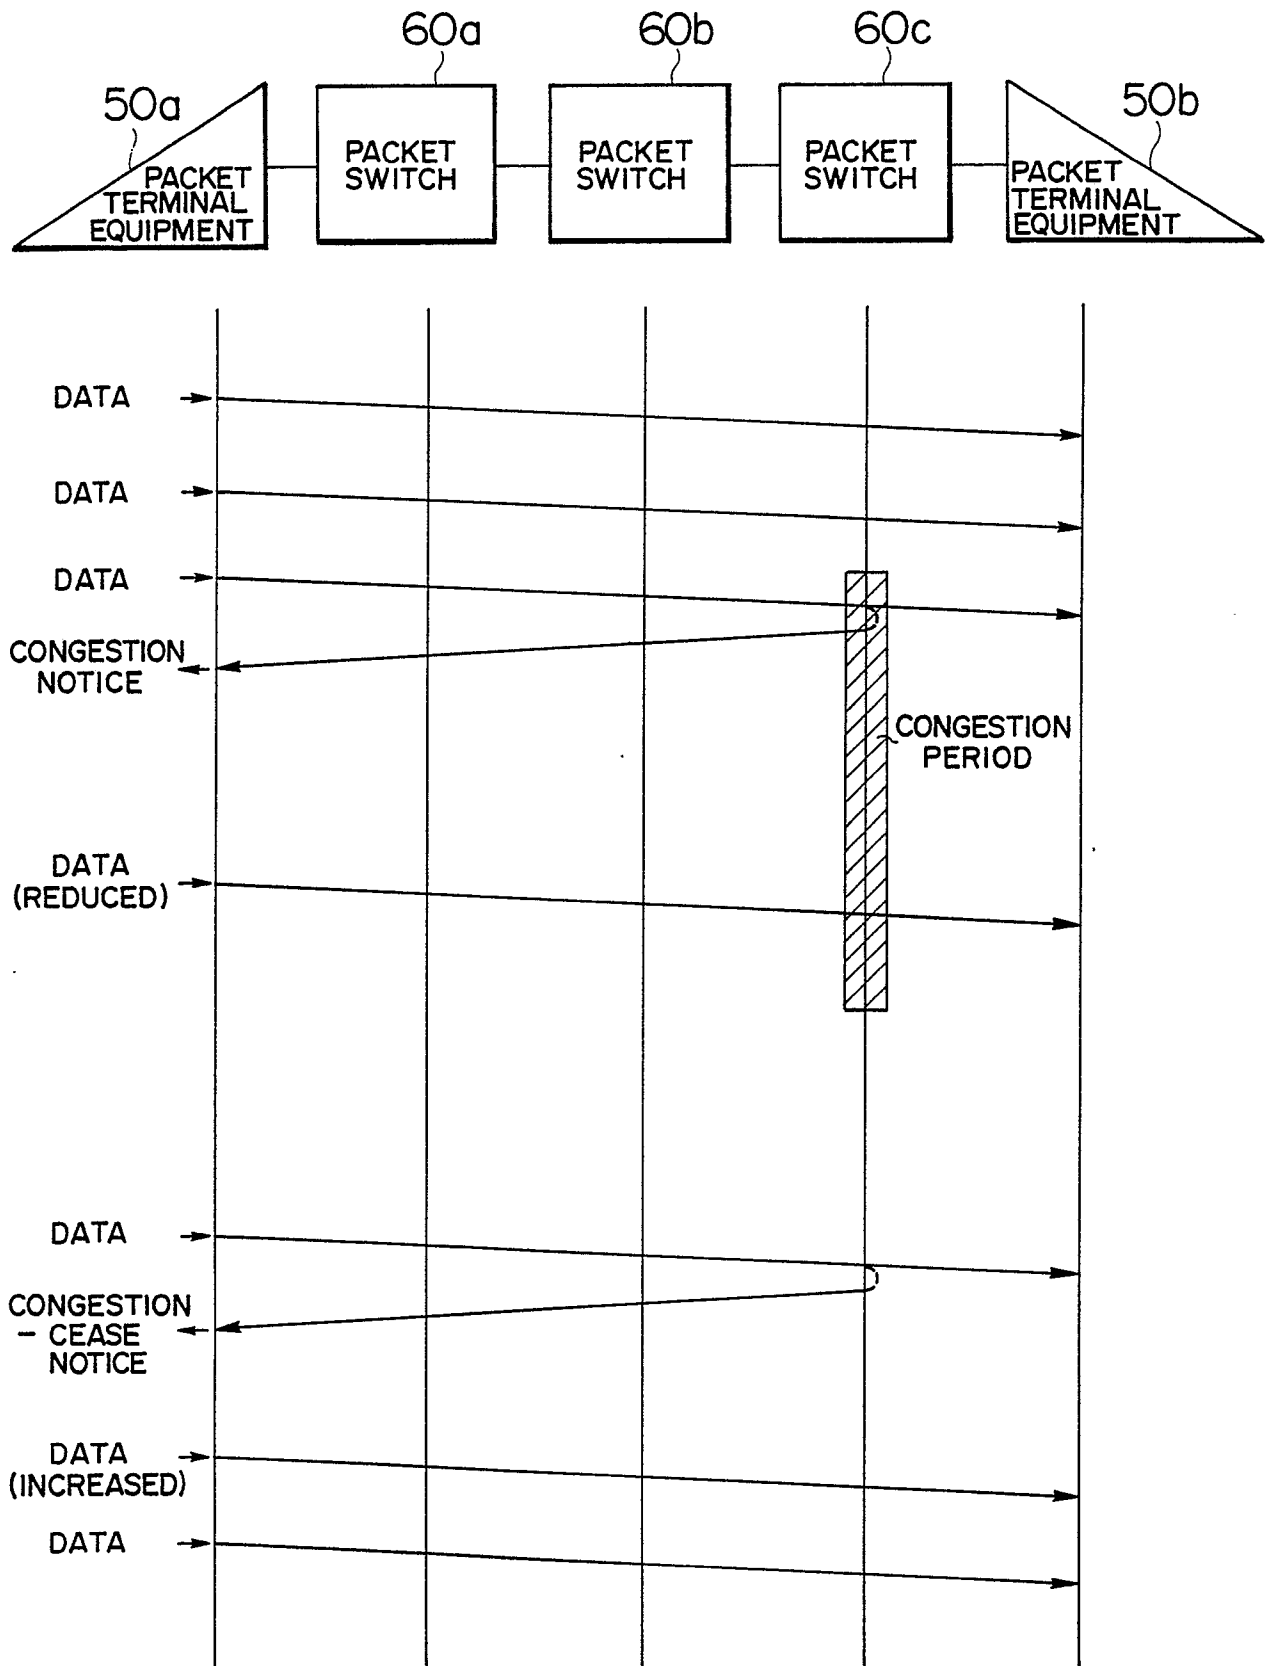 60a
60b
60c
50a
50b
PACKET
TERMINAL
EQUIPMENT
PACKET
SWITCH
PACKET
SWITCH
PACKET
SWITCH
PACKET
TERMINAL
EQUIPMENT
DATA
DATA
DATA
CONGESTION
NOTICE
CONGESTION
PERIOD
DATA
(REDUCED)
DATA
CONGESTION
- CEASE
NOTICE
DATA
(INCREASED)
DATA